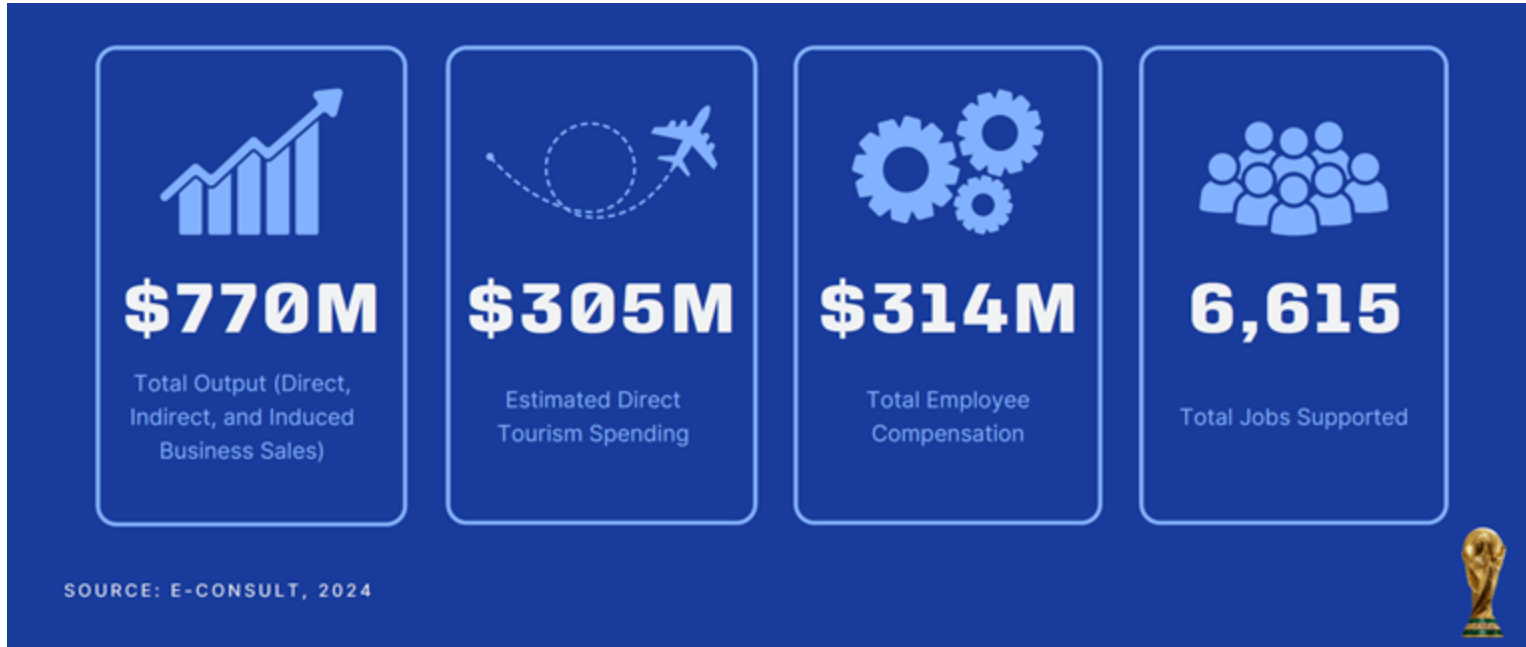 $770M
Total Output (Direct,
Indirect, and Induced
Business Sales)
$305M
Estimated Direct
Tourism Spending
$314M
Total Employee
Compensation
6,615
Total Jobs Supported
SOURCE: E-CONSULT, 2024